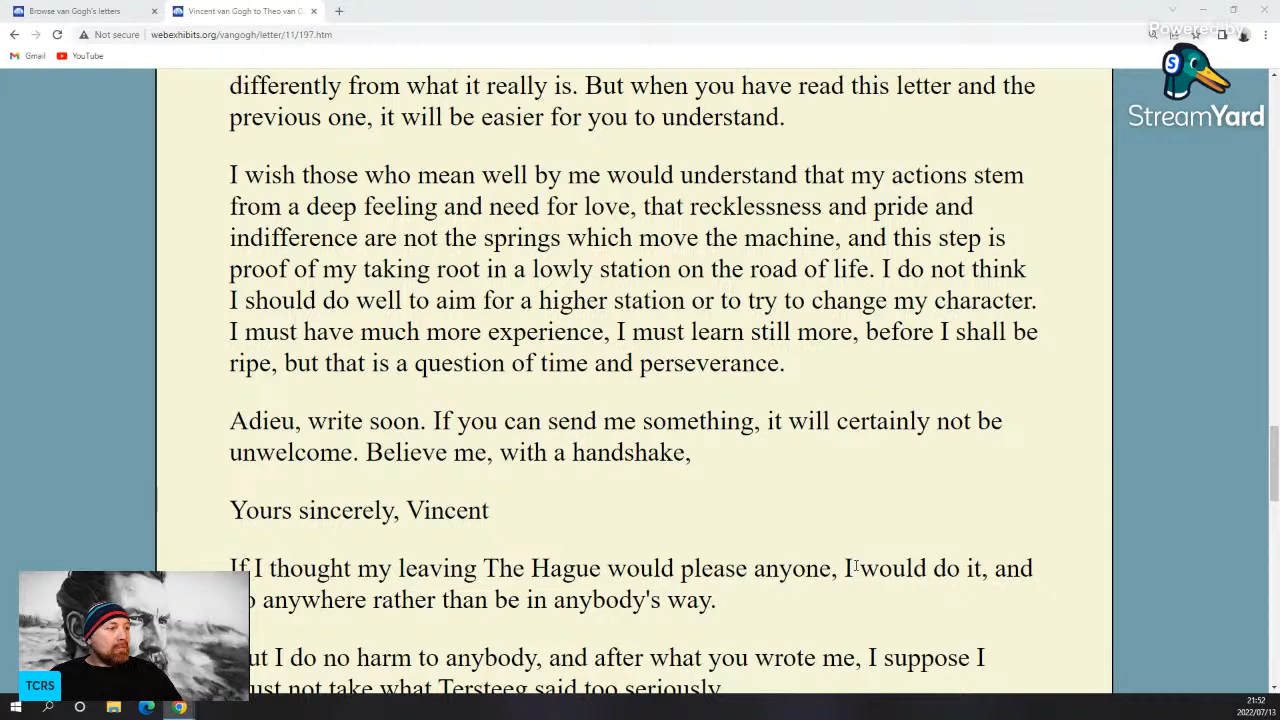 Browse van Gogh's letters
Vincent van Gogh to Theo van G
Not secure
webexhibits.org/vangogh/letter/11/197.htm
Powered by
Gmail
YouTube
StreamYard
differently from what it really is. But when you have read this letter and the
previous one, it will be easier for you to understand.
I wish those who mean well by me would understand that my actions stem
from a deep feeling and need for love, that recklessness and pride and
indifference are not the springs which move the machine, and this step is
proof of my taking root in a lowly station on the road of life. I do not think
I should do well to aim for a higher station or to try to change my character.
I must have much more experience, I must learn still more, before I shall be
ripe, but that is a question of time and perseverance.
Adieu, write soon. If you can send me something, it will certainly not be
unwelcome. Believe me, with a handshake,
Yours sincerely, Vincent
If I thought my leaving The Hague would please anyone, I would do it, and
anywhere rather than be in anybody's way.
I do no harm to anybody, and after what you wrote me, I suppose I
not take what Tersteeg said too seriously
TCRS
21:52
2022/07/13